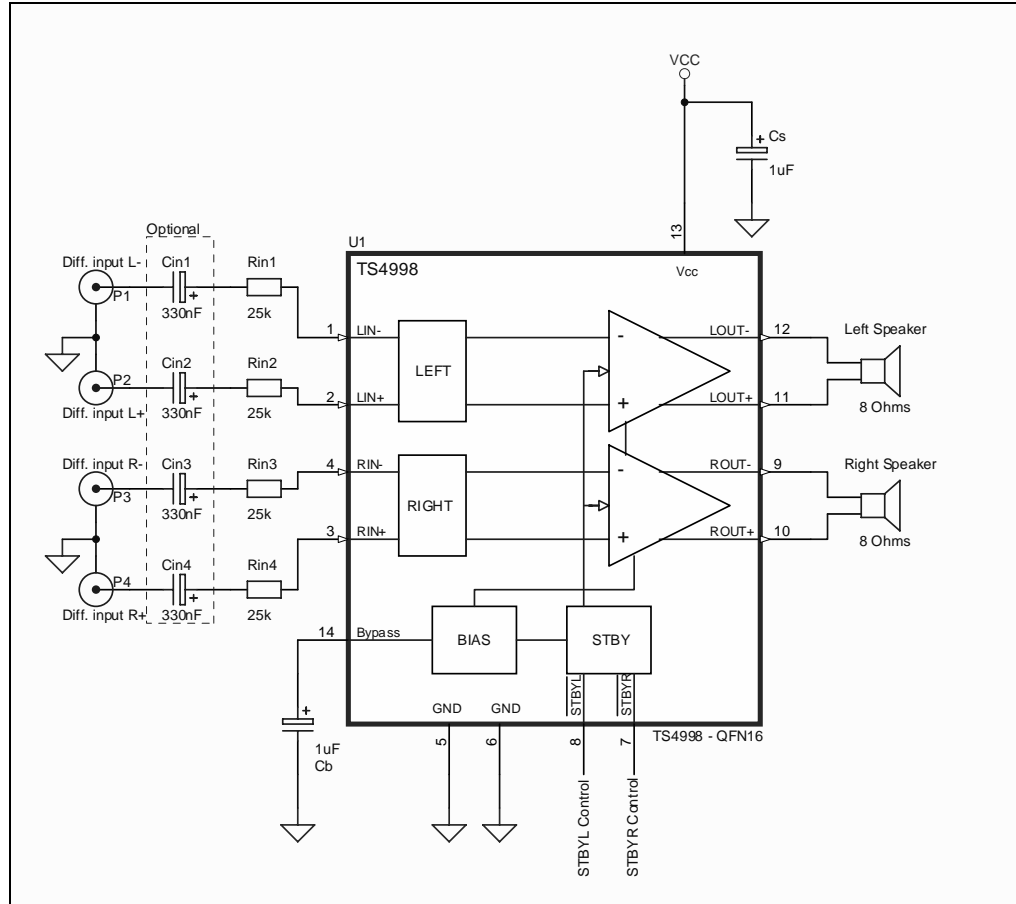 VCC
Cs
1uF
13
Optional
U1
TS4998
Vcc
Diff. input L-
Cin1
Rin1
P1
330nF
25k
1
LIN-
LOUT-
12
Left Speaker
LEFT
-
+
Cin2
Rin2
P2
Diff. input L+
330nF
25k
2
LIN+
LOUT+
11
8 Ohms
Diff. input R-
Cin3
Rin3
P3
330nF
25k
4
RIN-
ROUT-
9
Right Speaker
RIGHT
-
+
3
RIN+
ROUT+
10
8 Ohms
Cin4
Rin4
P4
Diff. input R+
330nF
25k
14
Bypass
BIAS
STBY
STBYL
STBYR
GND
GND
5
6
8
7
TS4998 - QFN16
+
1uF
Cb
STBYL Control
STBYR Control